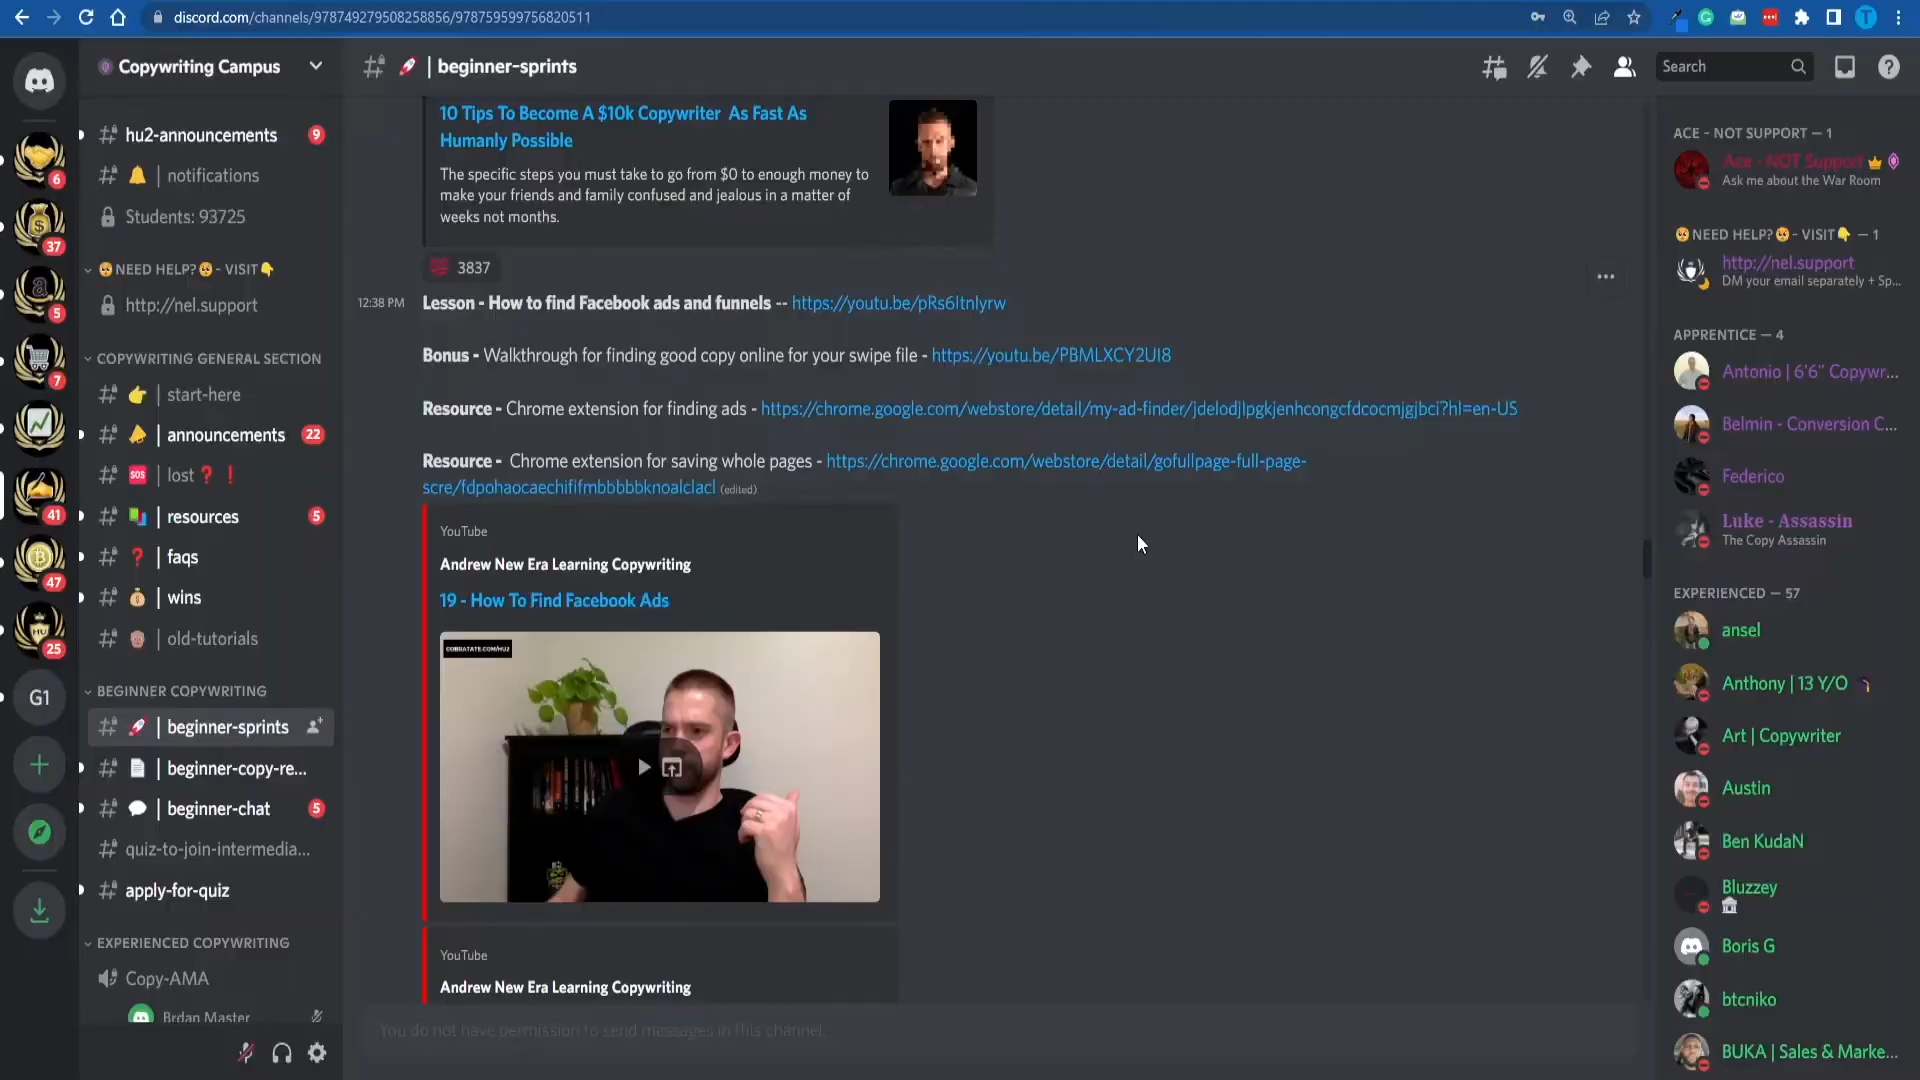 discord.com/channels/978749279508258856/978759599756820511
Copywriting Campus
| beginner-sprints
Search
6
37
5
7
41
47
25
G1
hu2-announcements 9
| notifications
Students: 93725
NEED HELP? - VISIT
http://nel.support
COPYWRITING GENERAL SECTION
| start-here
| announcements 22
SOS | lost
| resources 5
| faqs
| wins
| old-tutorials
BEGINNER COPYWRITING
| beginner-sprints
| beginner-copy-re...
| beginner-chat 5
quiz-to-join-intermedia...
apply-for-quiz
EXPERIENCED COPYWRITING
Copy-AMA
Brdan Master
10 Tips To Become A $10k Copywriter As Fast As
Humanly Possible
The specific steps you must take to go from $0 to enough money to
make your friends and family confused and jealous in a matter of
weeks not months.
3837
12:38 PM
Lesson - How to find Facebook ads and funnels -- https://youtu.be/pRs6ltnlyrw
Bonus - Walkthrough for finding good copy online for your swipe file - https://youtu.be/PBMLXCY2UI8
Resource - Chrome extension for finding ads - https://chrome.google.com/webstore/detail/my-ad-finder/jdelodjlpgkjenhcongcfdcocmjgjbci?hl=en-US
Resource - Chrome extension for saving whole pages - https://chrome.google.com/webstore/detail/gofullpage-full-page-
scre/fdpohaocaechififmbbbbbknoalclacl (edited)
YouTube
Andrew New Era Learning Copywriting
19 - How To Find Facebook Ads
COBRATATE.COM/HU2
YouTube
Andrew New Era Learning Copywriting
You do not have permission to send messages in this channel.
ACE - NOT SUPPORT — 1
Ace - NOT Support
Ask me about the War Room
NEED HELP? - VISIT — 1
http://nel.support
DM your email separately + Sp...
APPRENTICE — 4
Antonio | 6'6" Copywr...
Belmin - Conversion C...
Federico
Luke - Assassin
The Copy Assassin
EXPERIENCED — 57
ansel
Anthony | 13 Y/O
Art | Copywriter
Austin
Ben KudaN
Bluzzey
Boris G
btcniko
BUKA | Sales & Marke...